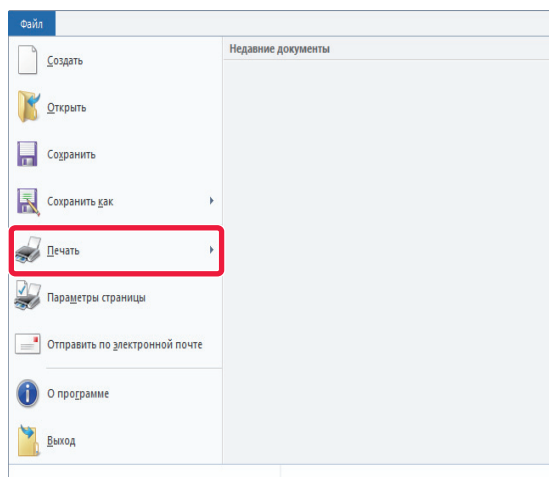 Файл
Недавние документы
Создать
Открыть
Сохранить
Сохранить как
Печать
Параметры страницы
Отправить по электронной почте
О программе
Выход